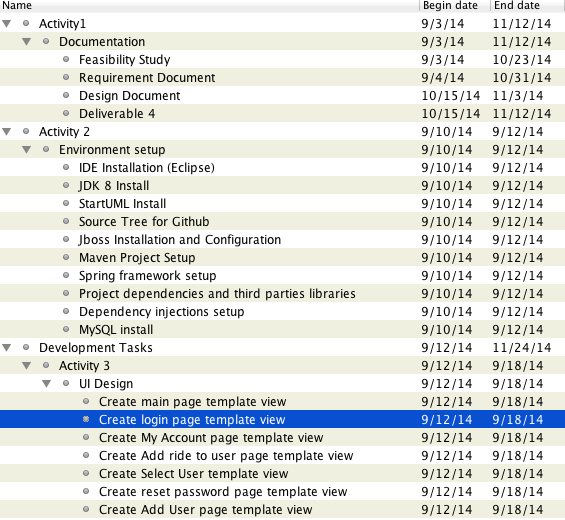 Name Begin date End date
Activity1 9/3/14 11/12/14
Documentation 9/3/14 11/12/14
Feasibility Study 9/3/14 10/23/14
Requirement Document 9/4/14 10/31/14
Design Document 10/15/14 11/3/14
Deliverable 4 10/15/14 11/12/14
Activity 2 9/10/14 9/12/14
Environment setup 9/10/14 9/12/14
IDE Installation (Eclipse) 9/10/14 9/12/14
JDK 8 Install 9/10/14 9/12/14
StartUML Install 9/10/14 9/12/14
Source Tree for Github 9/10/14 9/12/14
Jboss Installation and Configuration 9/10/14 9/12/14
Maven Project Setup 9/10/14 9/12/14
Spring framework setup 9/10/14 9/12/14
Project dependencies and third parties libraries 9/10/14 9/12/14
Dependency injections setup 9/10/14 9/12/14
MySQL install 9/10/14 9/12/14
Development Tasks 9/12/14 11/24/14
Activity 3 9/12/14 9/18/14
UI Design 9/12/14 9/18/14
Create main page template view 9/12/14 9/18/14
Create login page template view 9/12/14 9/18/14
Create My Account page template view 9/12/14 9/18/14
Create Add ride to user page template view 9/12/14 9/18/14
Create Select User template view 9/12/14 9/18/14
Create reset password page template view 9/12/14 9/18/14
Create Add User page template view 9/12/14 9/18/14